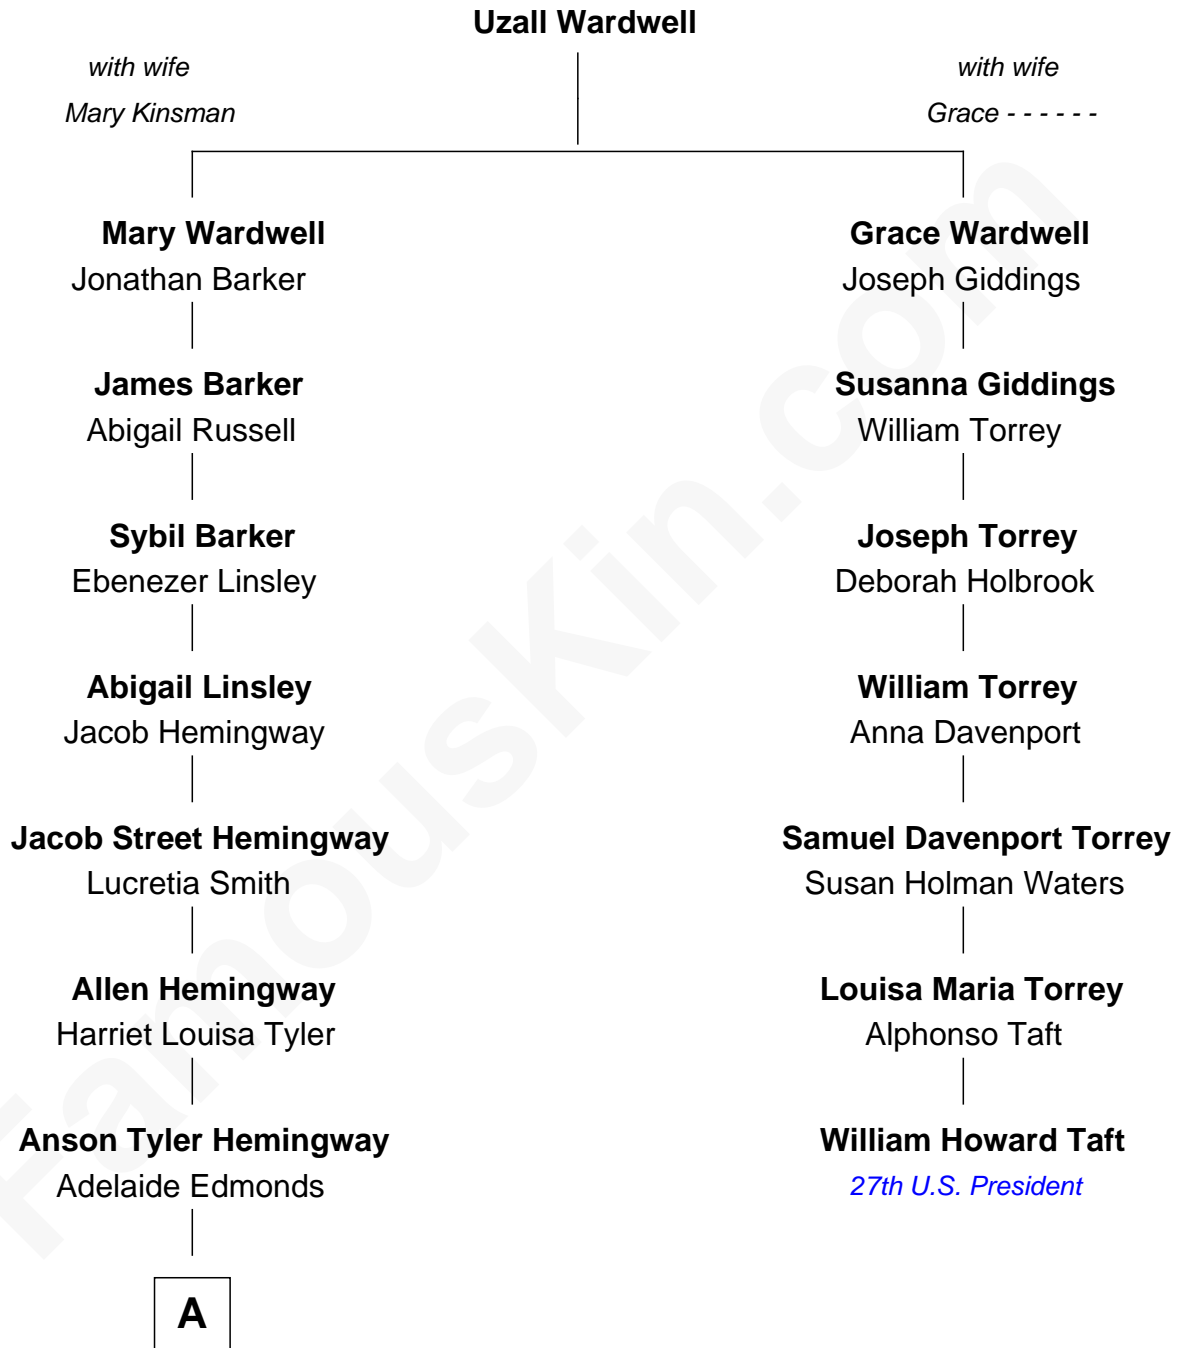 Uzall Wardwell
with wife
Mary Kinsman
with wife
Grace - - - - - -
Mary Wardwell
Jonathan Barker
Grace Wardwell
Joseph Giddings
James Barker
Abigail Russell
Susanna Giddings
William Torrey
Sybil Barker
Ebenezer Linsley
Joseph Torrey
Deborah Holbrook
Abigail Linsley
Jacob Hemingway
William Torrey
Anna Davenport
Jacob Street Hemingway
Lucretia Smith
Samuel Davenport Torrey
Susan Holman Waters
Allen Hemingway
Harriet Louisa Tyler
Louisa Maria Torrey
Alphonso Taft
Anson Tyler Hemingway
Adelaide Edmonds
William Howard Taft
27th U.S. President
A
FamousKin.com